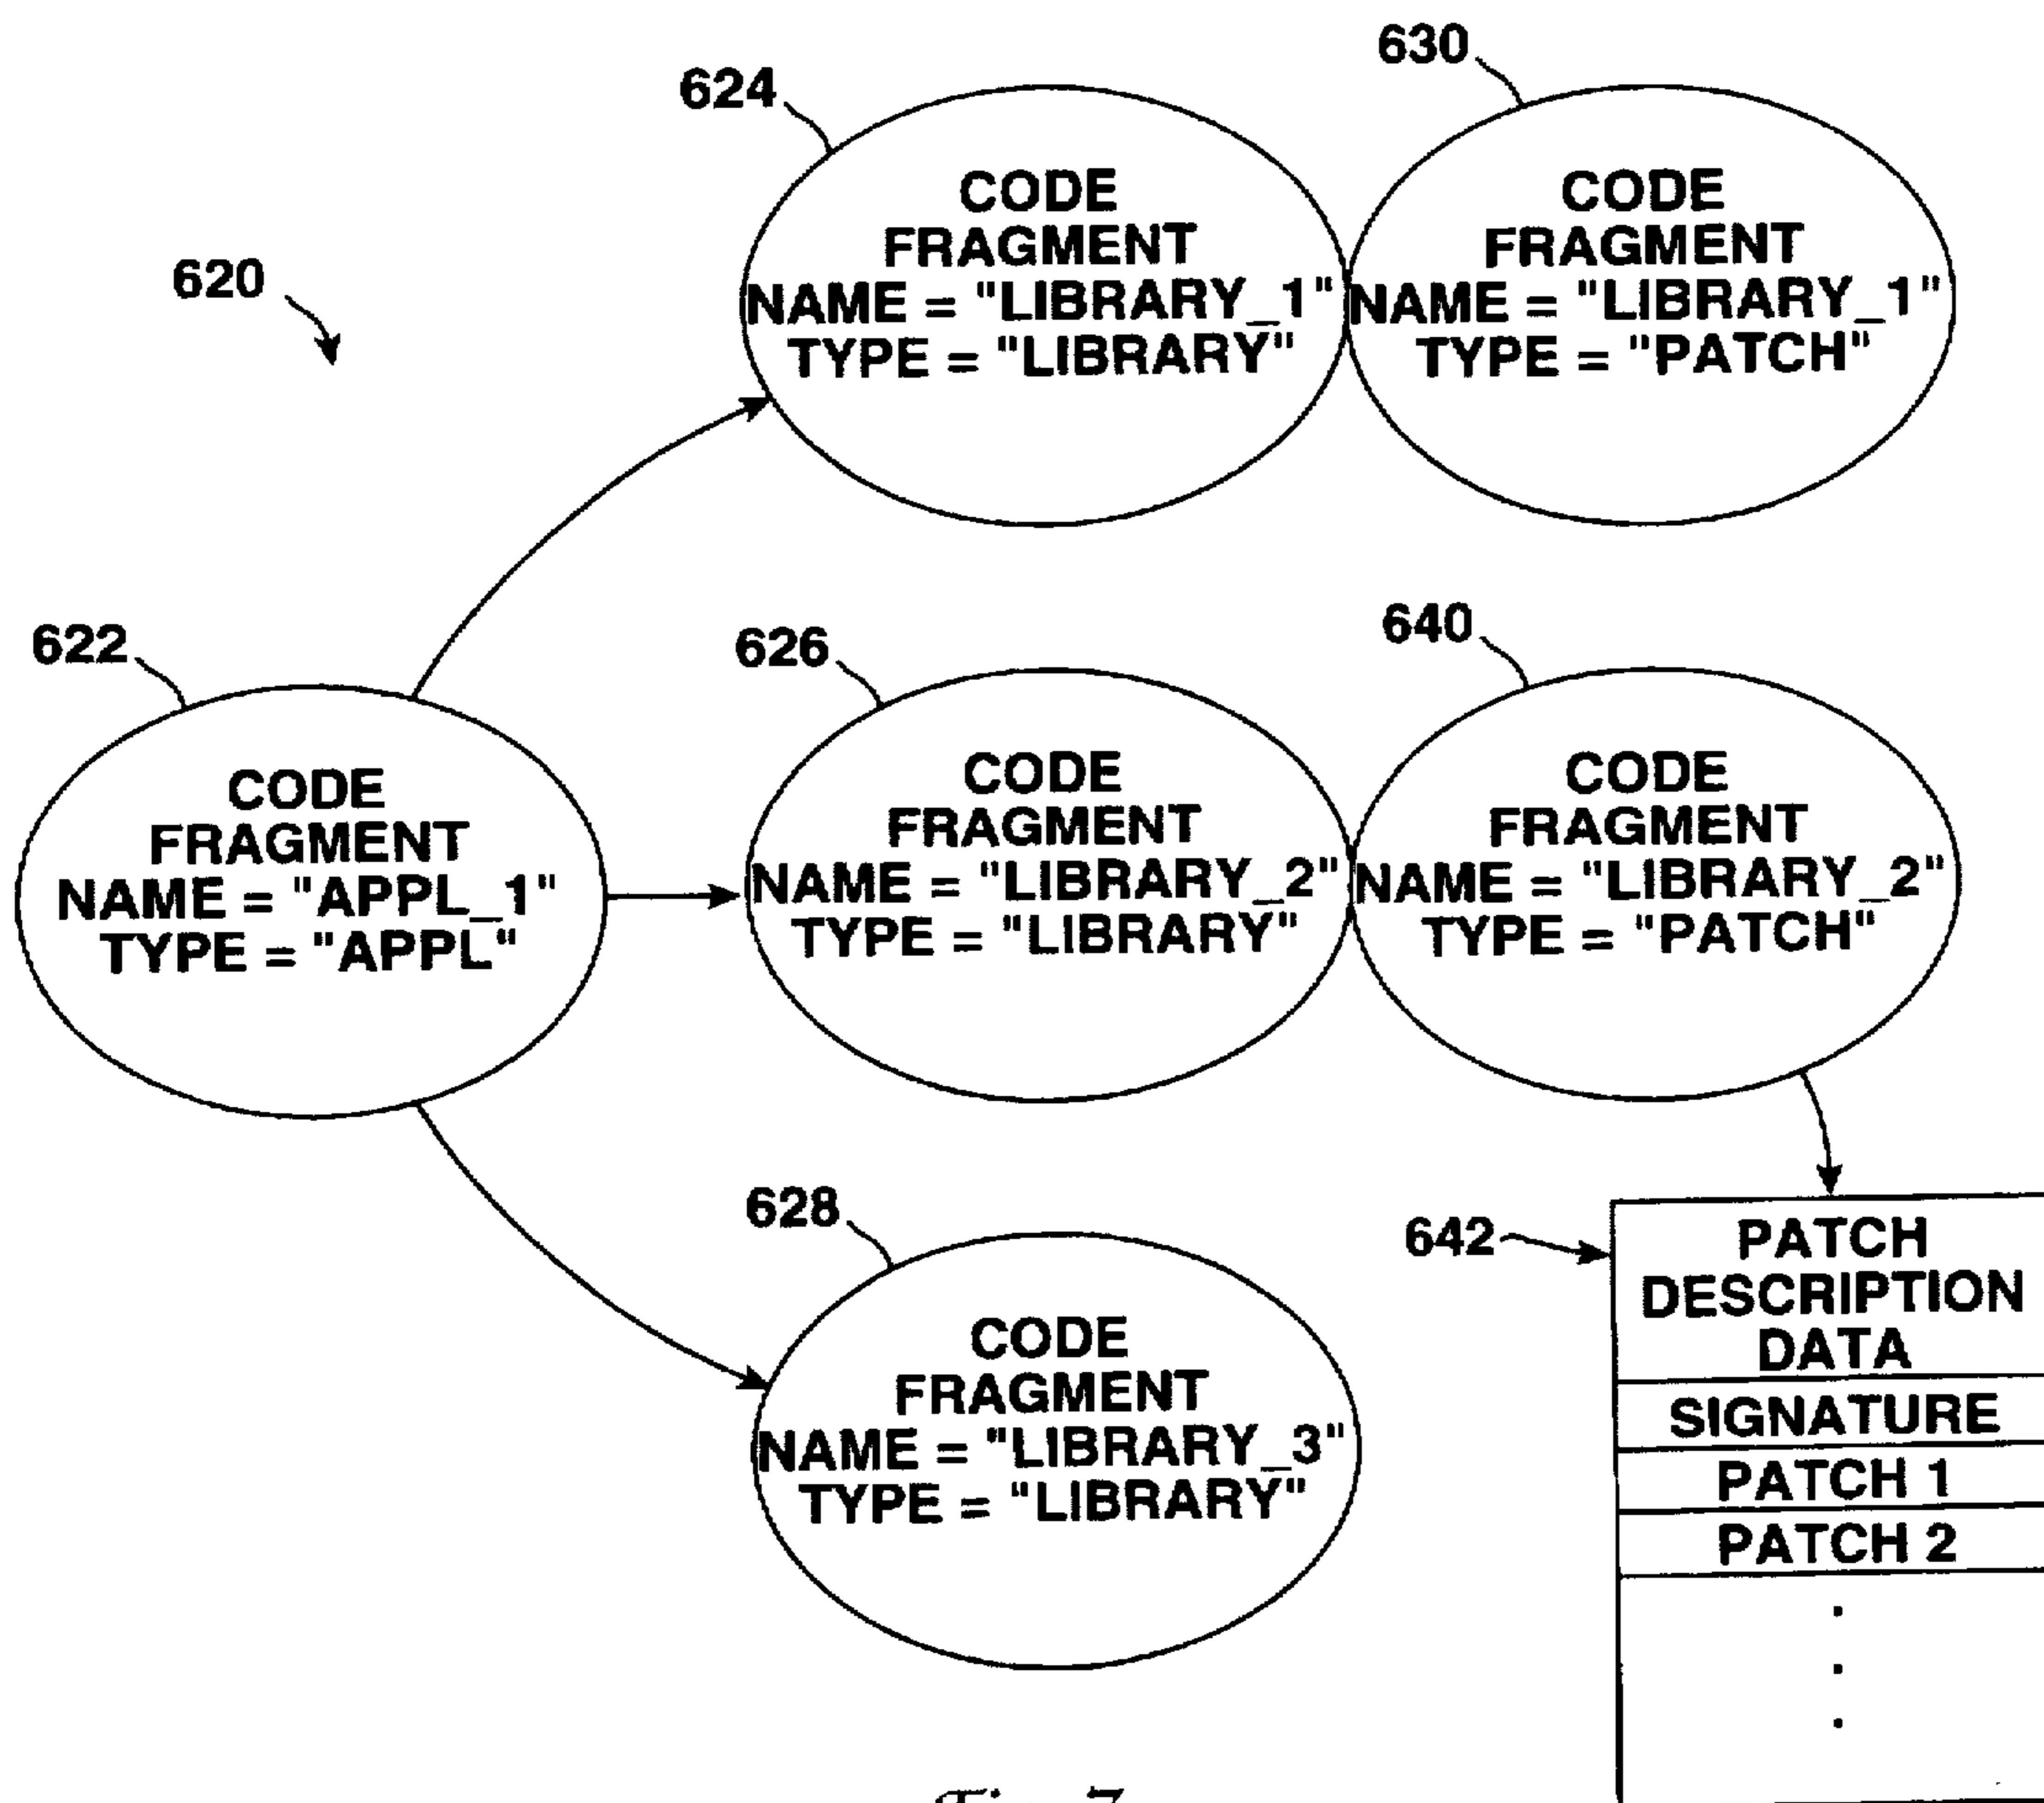 630
624
CODE
FRAGMENT
NAME = "LIBRARY_1"
TYPE = "LIBRARY"
CODE
FRAGMENT
NAME = "LIBRARY_1"
TYPE = "PATCH"
620
622
CODE
FRAGMENT
NAME = "APPL_1"
TYPE = "APPL"
626
CODE
FRAGMENT
NAME = "LIBRARY_2"
TYPE = "LIBRARY"
640
CODE
FRAGMENT
NAME = "LIBRARY_2"
TYPE = "PATCH"
628
CODE
FRAGMENT
NAME = "LIBRARY_3"
TYPE = "LIBRARY"
642
PATCH
DESCRIPTION
DATA
SIGNATURE
PATCH 1
PATCH 2
.
.
.